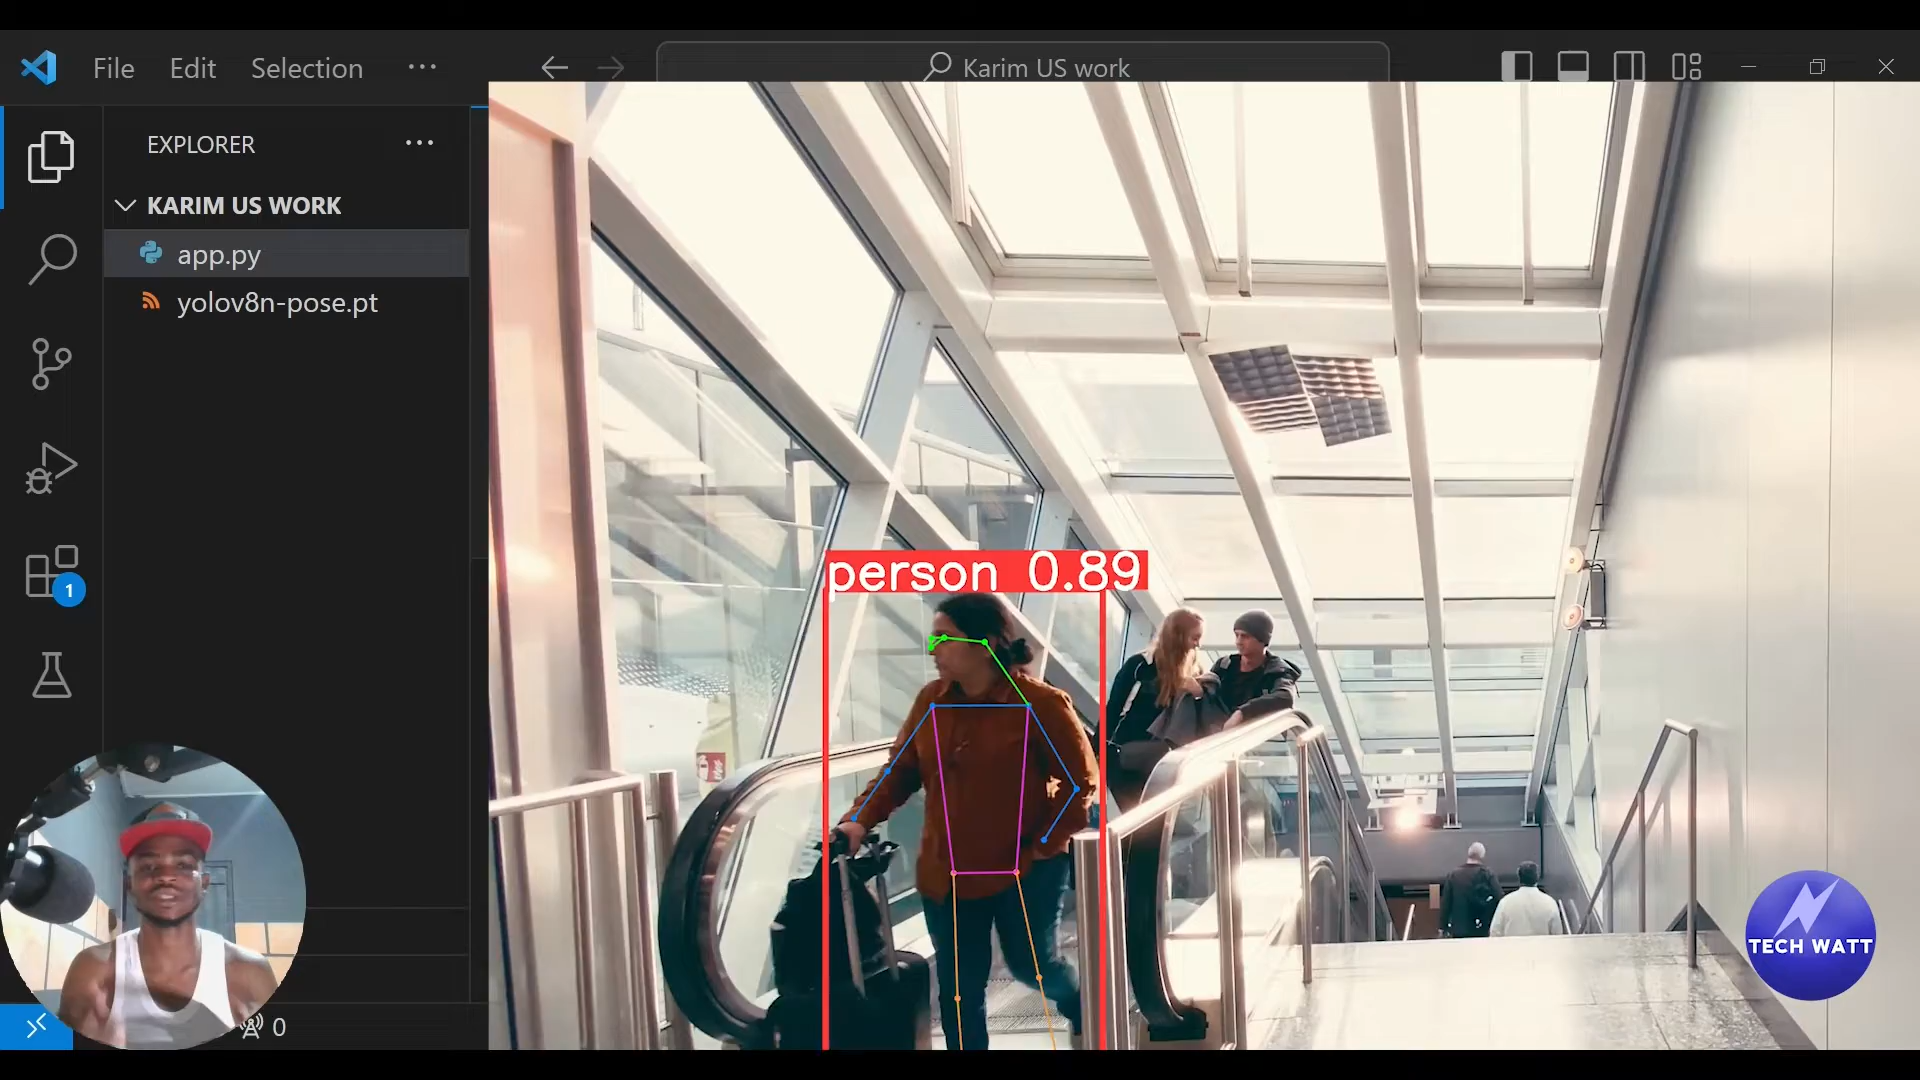 File Edit Selection ···
Karim US work
EXPLORER ···
KARIM US WORK
app.py
yolov8n-pose.pt
1
person 0.89
TECH WATT
0